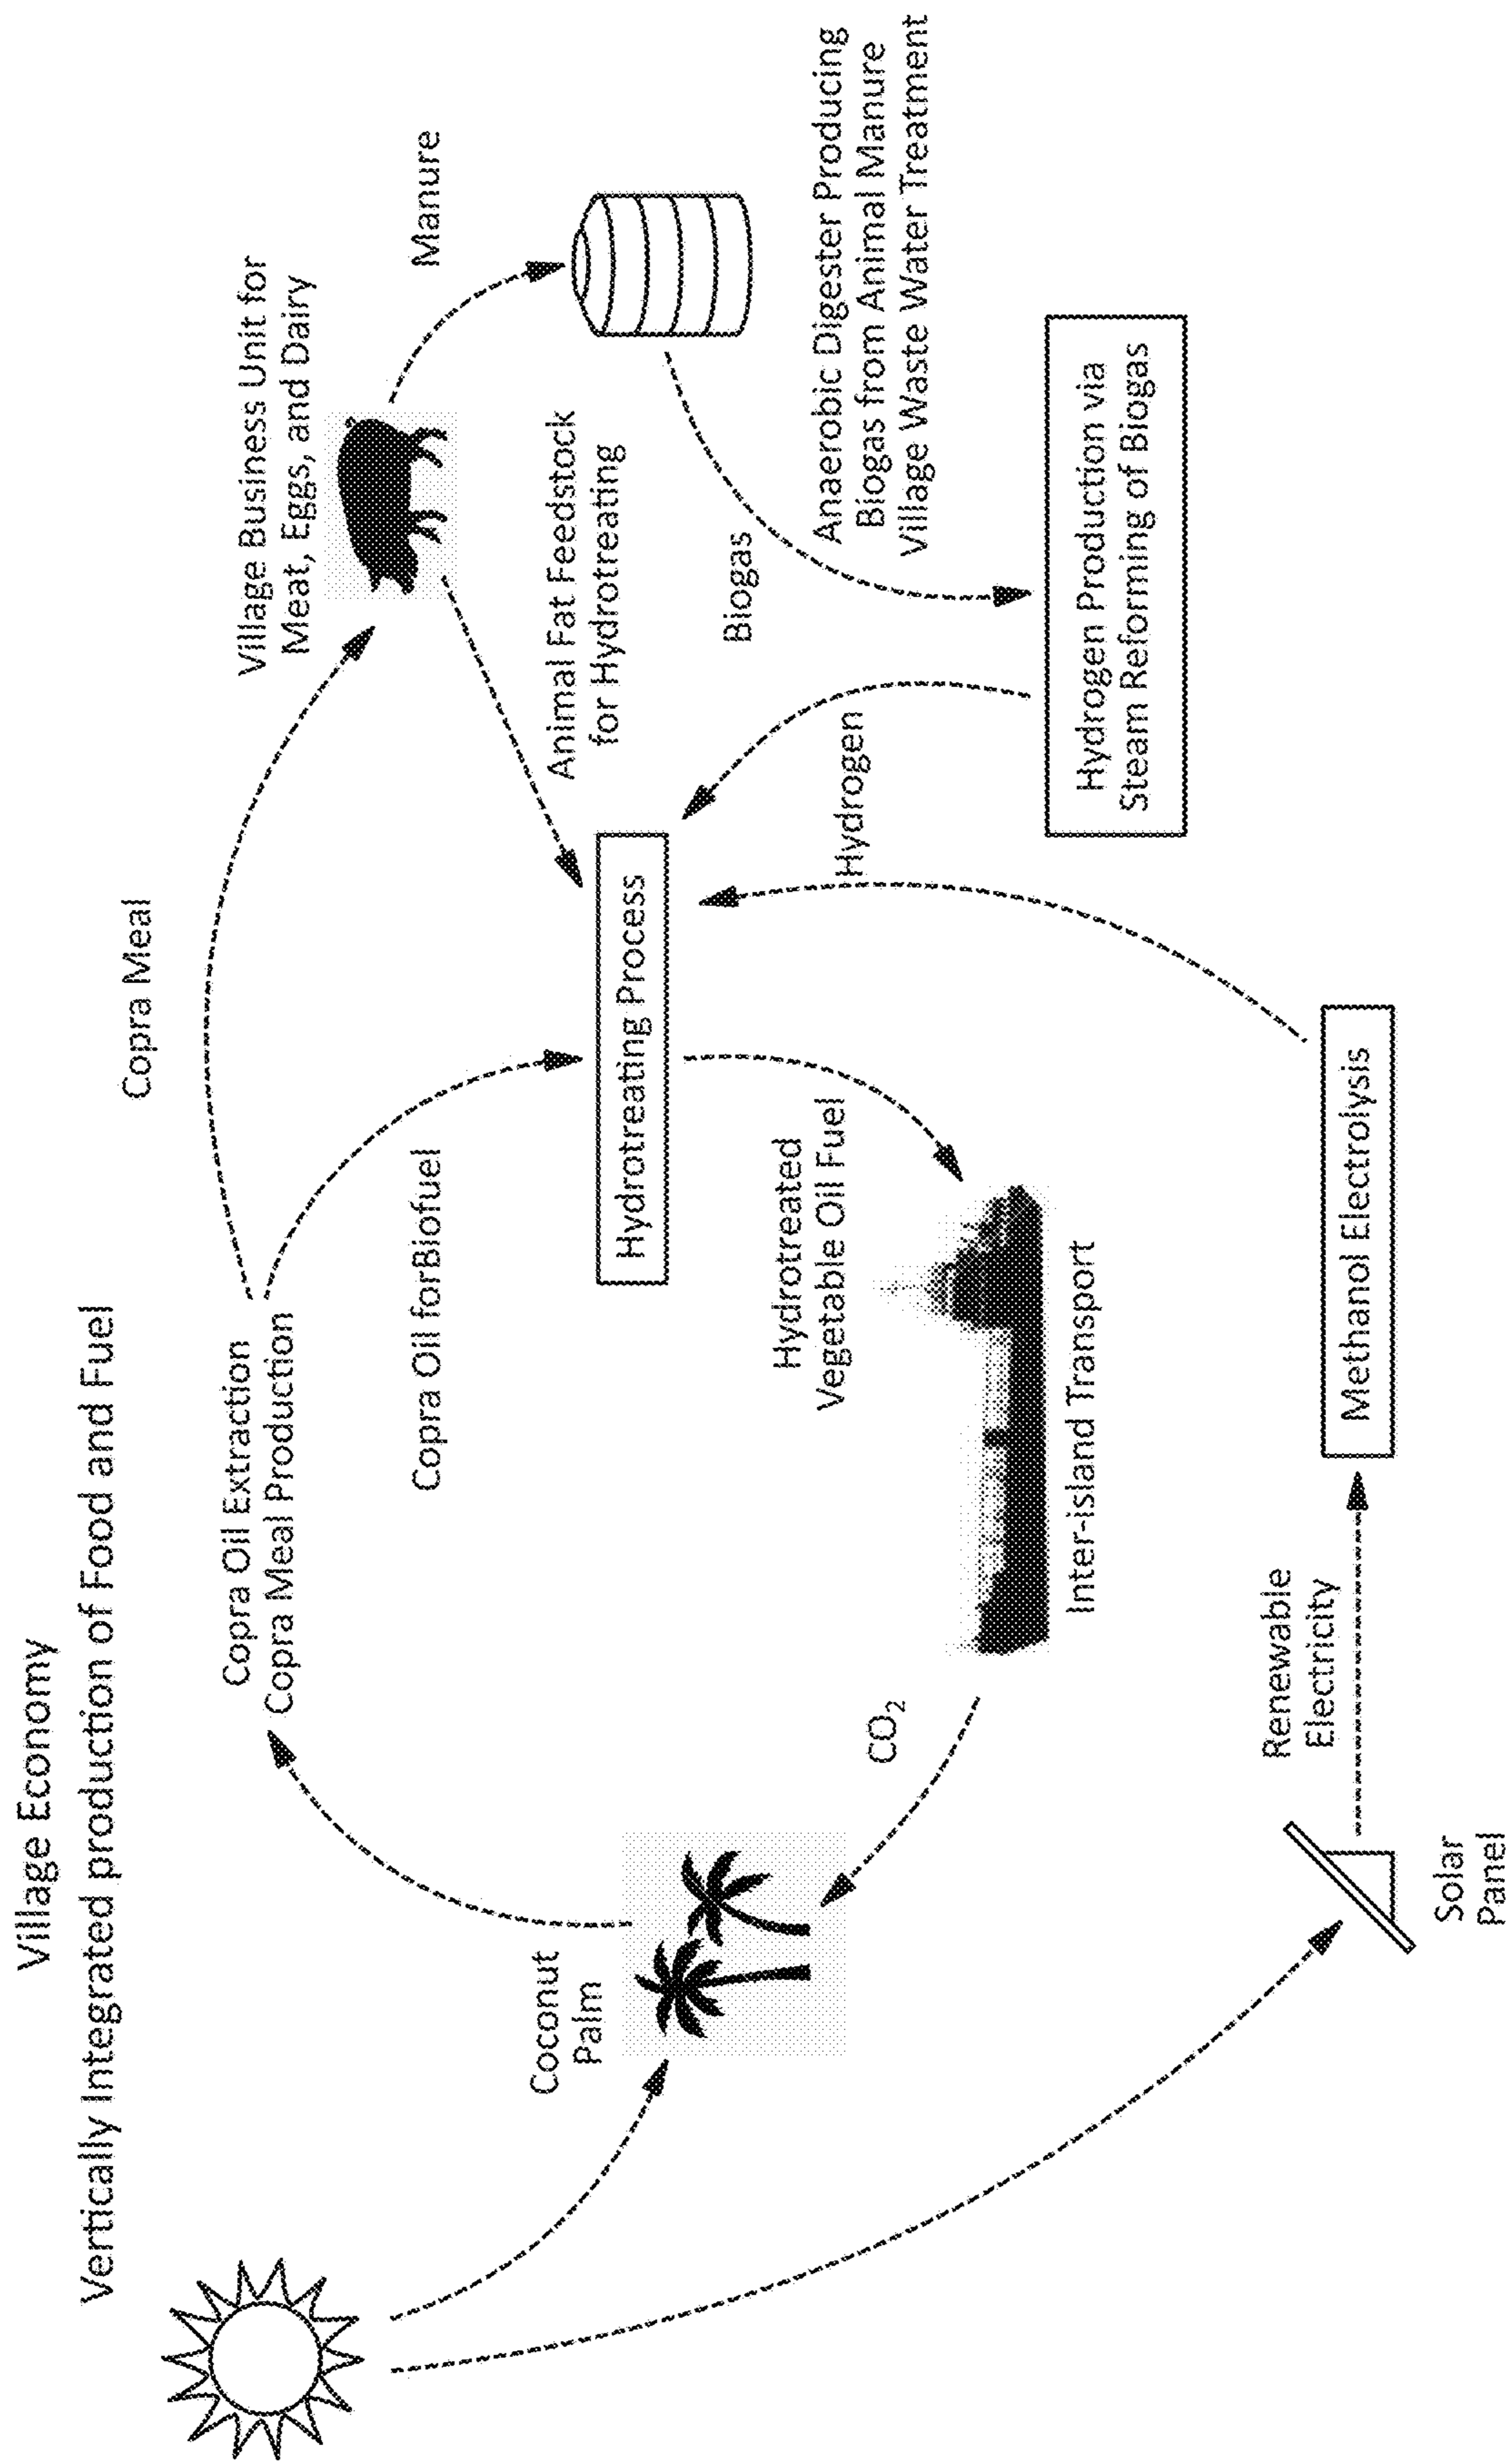 Village Economy
Vertically Integrated production of Food and Fuel
Copra Meal
Copra Oil Extraction
Copra Meal Production
Village Business Unit for
Meat, Eggs, and Dairy
Manure
Copra Oil forBiofuel
Coconut
Palm
Animal Fat Feedstock
for Hydrotreating
Hydrotreating Process
Biogas
Hydrotreated
Vegetable Oil Fuel
Hydrogen
Anaerobic Digester Producing
Biogas from Animal Manure
Village Waste Water Treatment
CO₂
Inter-island Transport
Hydrogen Production via
Steam Reforming of Biogas
Renewable
Electricity
Methanol Electrolysis
Solar
Panel